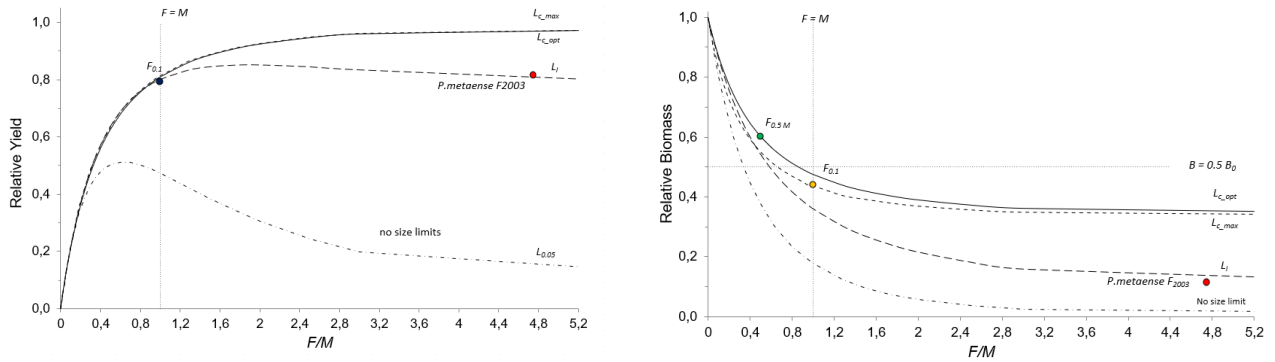 F = M
1,0
0,8
0,6
0,4
0,2
0,0
Relative Yield
L_c_max
L_c_opt
F_0.1
L_I
P.metaense F2003
no size limits
L_0.05
0 0,4 0,8 1,2 1,6 2 2,4 2,8 3,2 3,6 4 4,4 4,8 5,2
F/M
F = M
1,0
0,8
0,6
0,4
0,2
0,0
Relative Biomass
F_0.5 M
F_0.1
B = 0.5 B_0
L_c_opt
L_c_max
L_I
P.metaense F_2003
No size limit
0 0,4 0,8 1,2 1,6 2 2,4 2,8 3,2 3,6 4 4,4 4,8 5,2
F/M